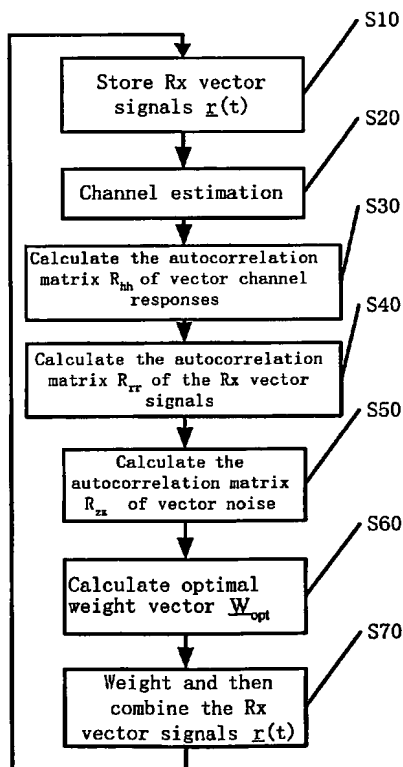 S10
Store Rx vector
signals r(t)
S20
Channel estimation
S30
Calculate the autocorrelation
matrix Rhh of vector channel
responses
S40
Calculate the autocorrelation
matrix Rrr of the Rx vector
signals
S50
Calculate the
autocorrelation matrix
Rzz of vector noise
S60
Calculate optimal
weight vector Wopt
S70
Weight and then
combine the Rx
vector signals r(t)